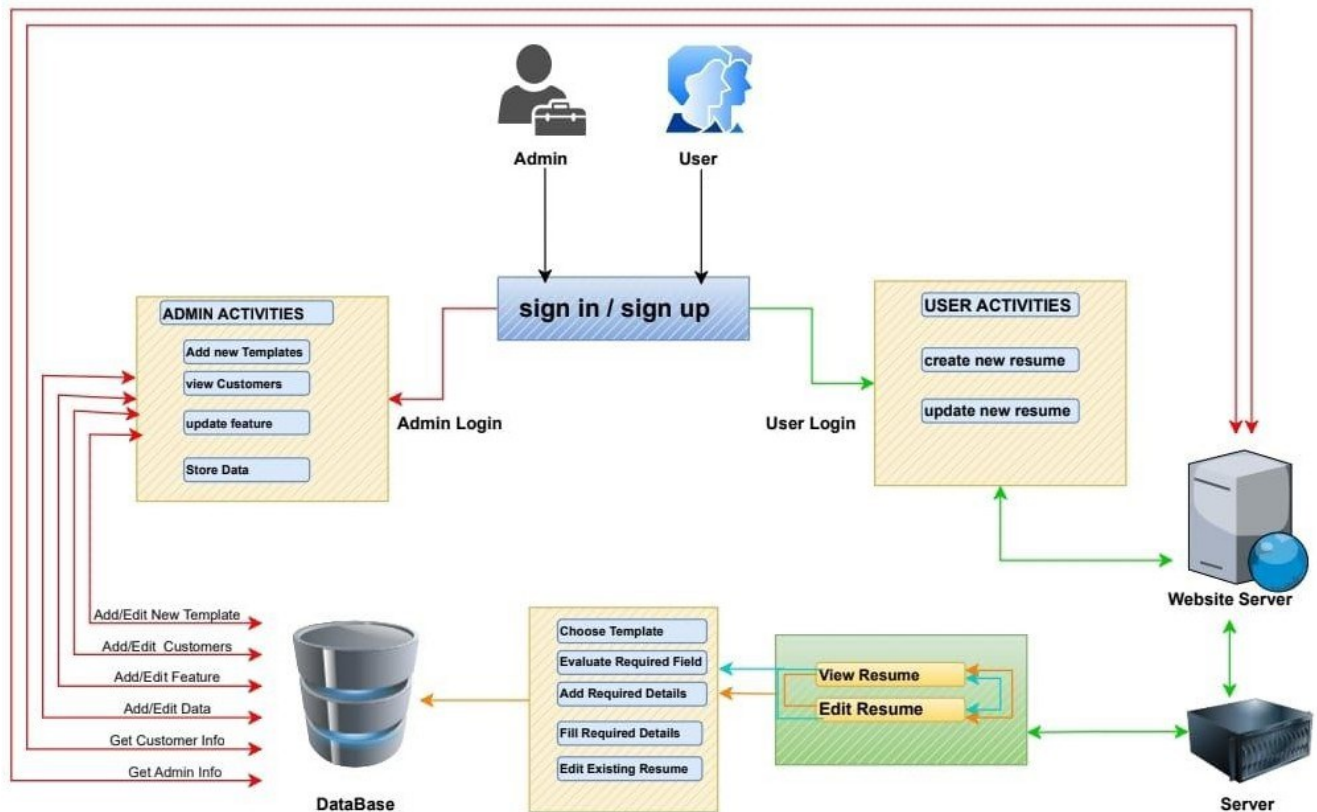 Admin
User
sign in / sign up
ADMIN ACTIVITIES
Add new Templates
view Customers
update feature
Store Data
Admin Login
User Login
USER ACTIVITIES
create new resume
update new resume
Website Server
Add/Edit New Template
Add/Edit Customers
Add/Edit Feature
Add/Edit Data
Get Customer Info
Get Admin Info
DataBase
Choose Template
Evaluate Required Field
Add Required Details
Fill Required Details
Edit Existing Resume
View Resume
Edit Resume
Server